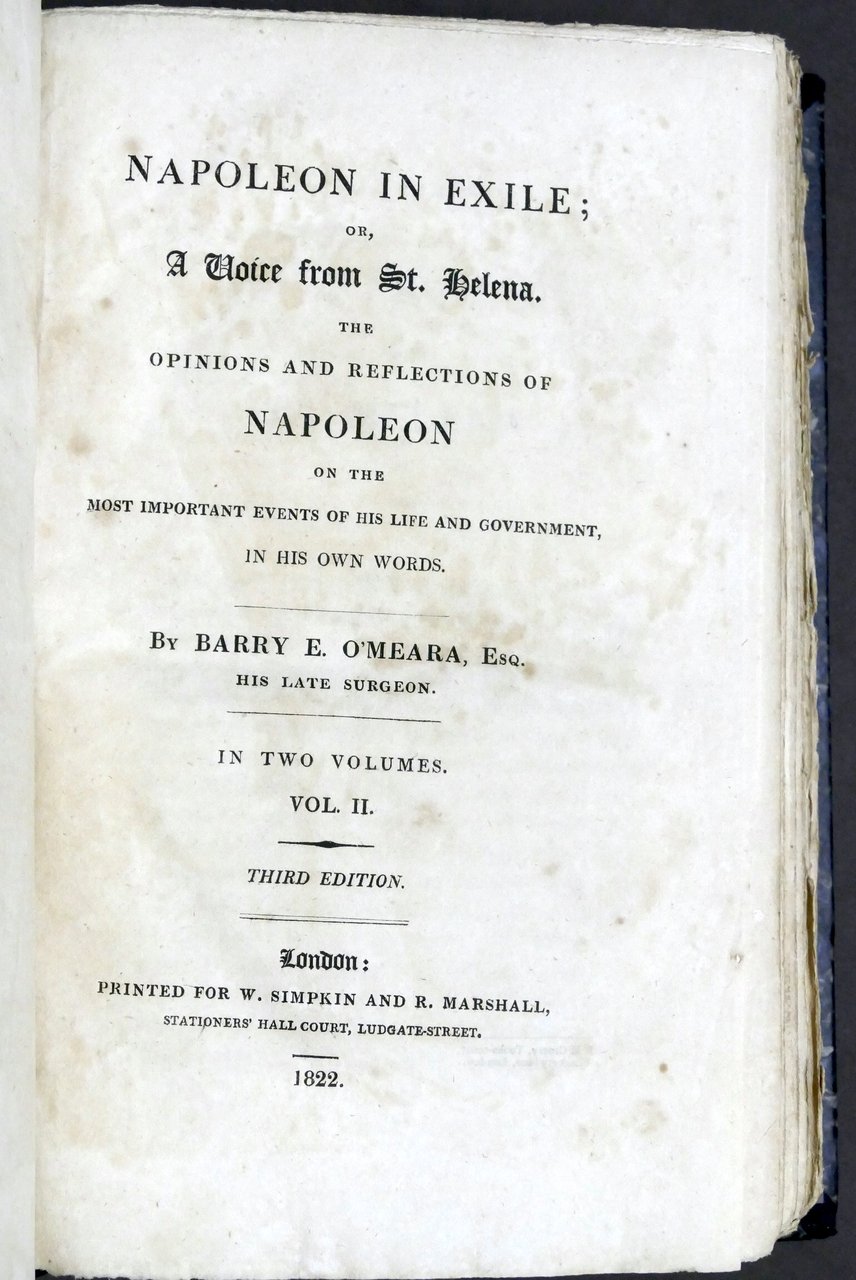 NAPOLEON IN EXILE;
OR,
A Voice from St. Helena.
THE
OPINIONS AND REFLECTIONS OF
NAPOLEON
ON THE
MOST IMPORTANT EVENTS OF HIS LIFE AND GOVERNMENT,
IN HIS OWN WORDS.
By BARRY E. O'MEARA, Esq.
HIS LATE SURGEON.
IN TWO VOLUMES.
VOL. II.
THIRD EDITION.
London:
PRINTED FOR W. SIMPKIN AND R. MARSHALL,
STATIONERS' HALL COURT, LUDGATE-STREET.
1822.